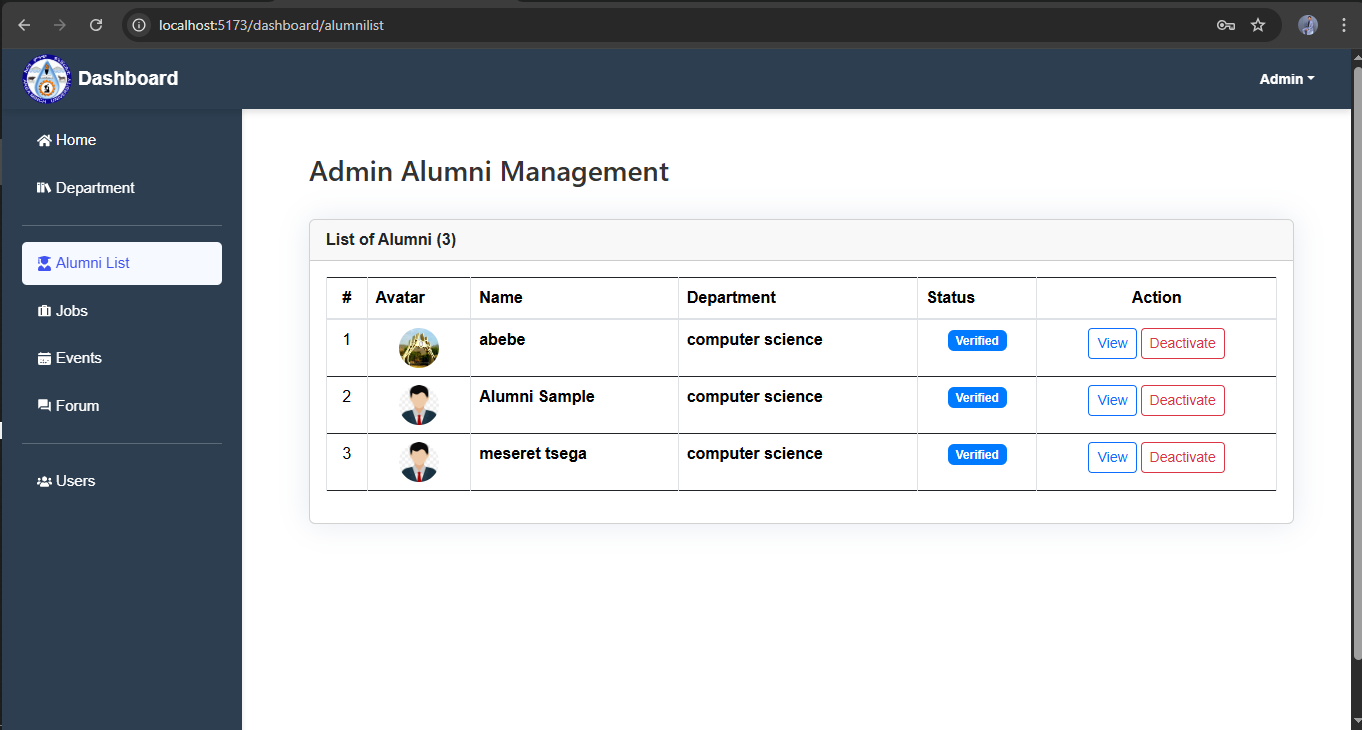 localhost:5173/dashboard/alumnilist
Dashboard
Admin
Home
Department
Alumni List
Jobs
Events
Forum
Users
Admin Alumni Management
List of Alumni (3)
# Avatar Name Department Status Action
1 abebe computer science Verified View Deactivate
2 Alumni Sample computer science Verified View Deactivate
3 meseret tsega computer science Verified View Deactivate